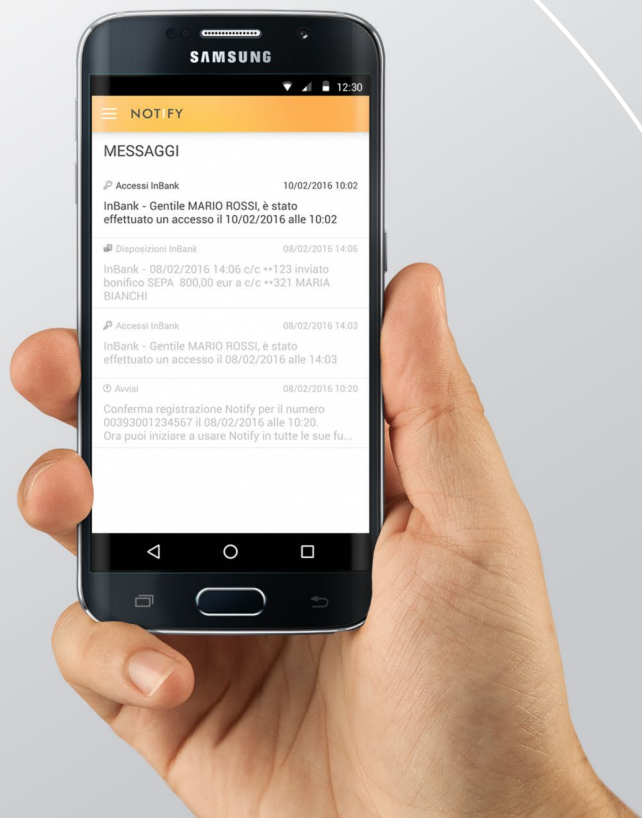 SAMSUNG
12:30
NOTIFY
MESSAGGI
Accessi InBank 10/02/2016 10:02
InBank - Gentile MARIO ROSSI, è stato
effettuato un accesso il 10/02/2016 alle 10:02
Disposizioni InBank 08/02/2016 14:06
InBank - 08/02/2016 14:06 c/c **123 inviato
bonifico SEPA 800,00 eur a c/c **321 MARIA
BIANCHI
Accessi InBank 08/02/2016 14:03
InBank - Gentile MARIO ROSSI, è stato
effettuato un accesso il 08/02/2016 alle 14:03
Avvisi 08/02/2016 10:20
Conferma registrazione Notify per il numero
00393001234567 il 08/02/2016 alle 10:20.
Ora puoi iniziare a usare Notify in tutte le sue fu...